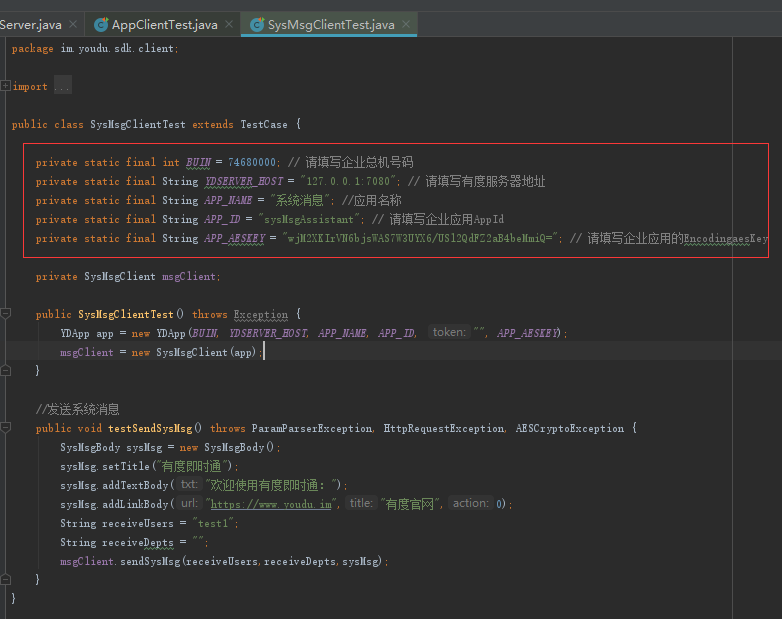 Server.java × AppClientTest.java × SysMsgClientTest.java ×
package im.youdu.sdk.client;
import ...
public class SysMsgClientTest extends TestCase {
private static final int BUIN = 74680000; // 请填写企业总机号码
private static final String YDSERVER_HOST = "127.0.0.1:7080"; // 请填写有度服务器地址
private static final String APP_NAME = "系统消息"; //应用名称
private static final String APP_ID = "sysMsgAssistant"; // 请填写企业应用AppId
private static final String APP_AESKEY = "wjM2XKIrVN6bjsWAS7W3UYX6/USl2QdFZ2aB4beMmiQ="; // 请填写企业应用的EncodingaesKey
private SysMsgClient msgClient;
public SysMsgClientTest() throws Exception {
YDApp app = new YDApp(BUIN, YDSERVER_HOST, APP_NAME, APP_ID, token: "", APP_AESKEY);
msgClient = new SysMsgClient(app);
}
//发送系统消息
public void testSendSysMsg() throws ParamParserException, HttpRequestException, AESCryptoException {
SysMsgBody sysMsg = new SysMsgBody();
sysMsg.setTitle("有度即时通");
sysMsg.addTextBody( txt: "欢迎使用有度即时通: ");
sysMsg.addLinkBody( url: "https://www.youdu.im", title: "有度官网", action: 0);
String receiveUsers = "test1";
String receiveDepts = "";
msgClient.sendSysMsg(receiveUsers,receiveDepts,sysMsg);
}
}